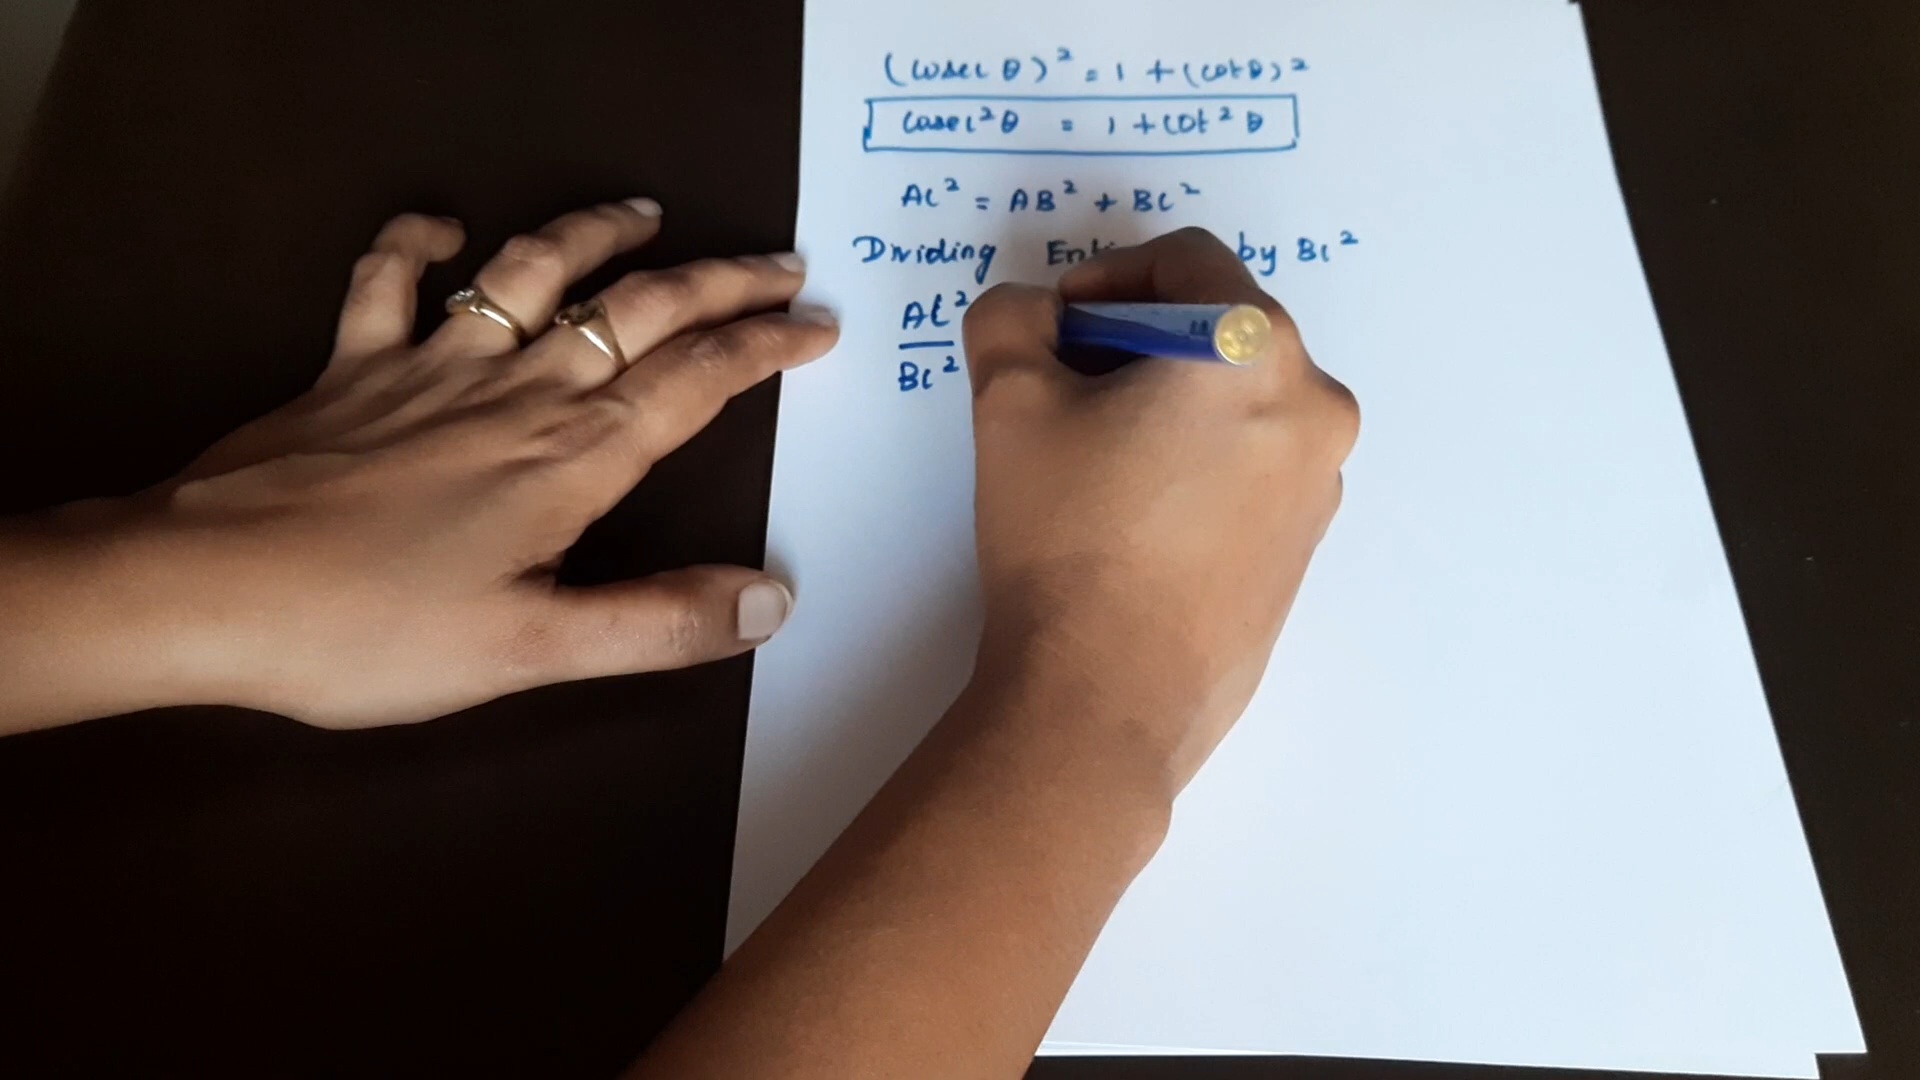 (cosec θ)² = 1 + (cot θ)²
cosec²θ = 1 + cot²θ
AC² = AB² + BC²
Dividing by BC²
AC²
BC²